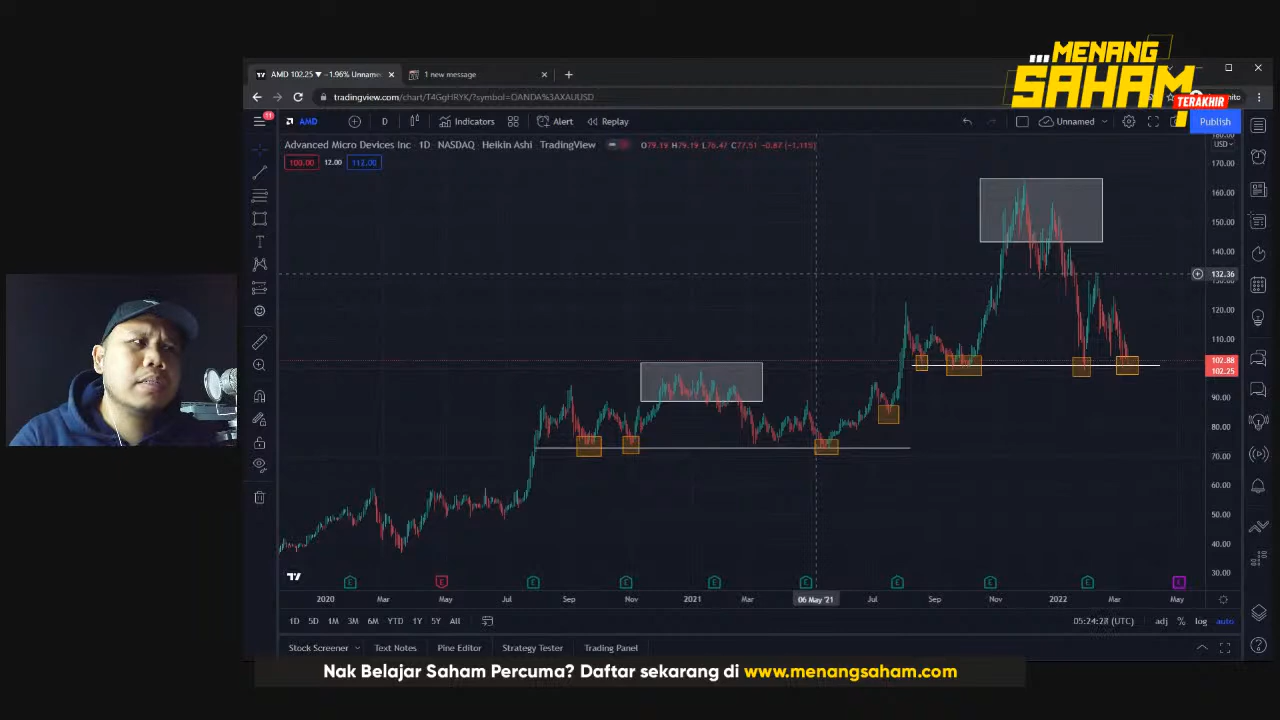 MENANG
SAHAM
TERAKHIR
AMD 102.25 ▼ −1.96% Unname
1 new message
tradingview.com/chart/T4GgHRYK/?symbol=OANDA%3AXAUUSD
11
AMD
D
Indicators
Alert
Replay
Unnamed
Publish
Advanced Micro Devices Inc 1D NASDAQ Heikin Ashi TradingView
O79.19 H79.19 L76.47 C77.51 −0.87 (−1.11%)
100.00 12.00 112.00
USD
170.00
160.00
150.00
140.00
132.36
120.00
110.00
102.88
102.25
90.00
80.00
70.00
60.00
50.00
40.00
30.00
E E E E E E E E E E
2020 Mar May Jul Sep Nov 2021 Mar 06 May '21 Jul Sep Nov 2022 Mar May
1D 5D 1M 3M 6M YTD 1Y 5Y All
05:24:28 (UTC) adj % log auto
Stock Screener Text Notes Pine Editor Strategy Tester Trading Panel
Nak Belajar Saham Percuma? Daftar sekarang di www.menangsaham.com